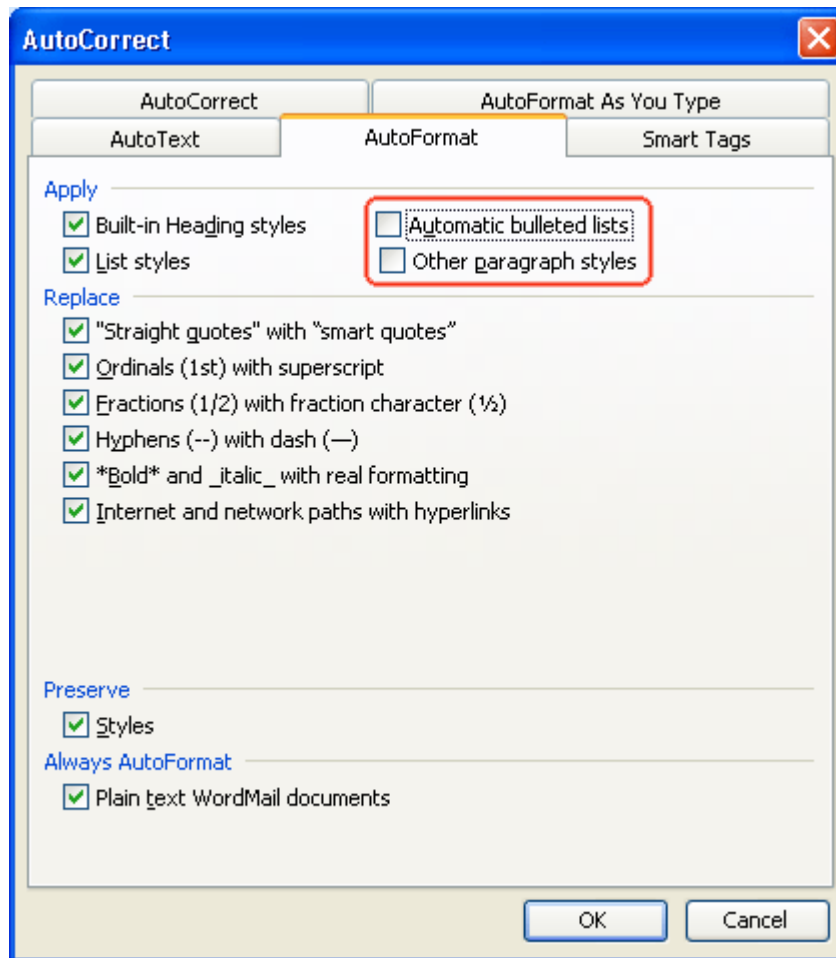 AutoCorrect
AutoCorrect AutoFormat As You Type
AutoText AutoFormat Smart Tags
Apply
Built-in Heading styles Automatic bulleted lists
List styles Other paragraph styles
Replace
"Straight quotes" with “smart quotes”
Ordinals (1st) with superscript
Fractions (1/2) with fraction character (½)
Hyphens (--) with dash (—)
*Bold* and _italic_ with real formatting
Internet and network paths with hyperlinks
Preserve
Styles
Always AutoFormat
Plain text WordMail documents
OK Cancel